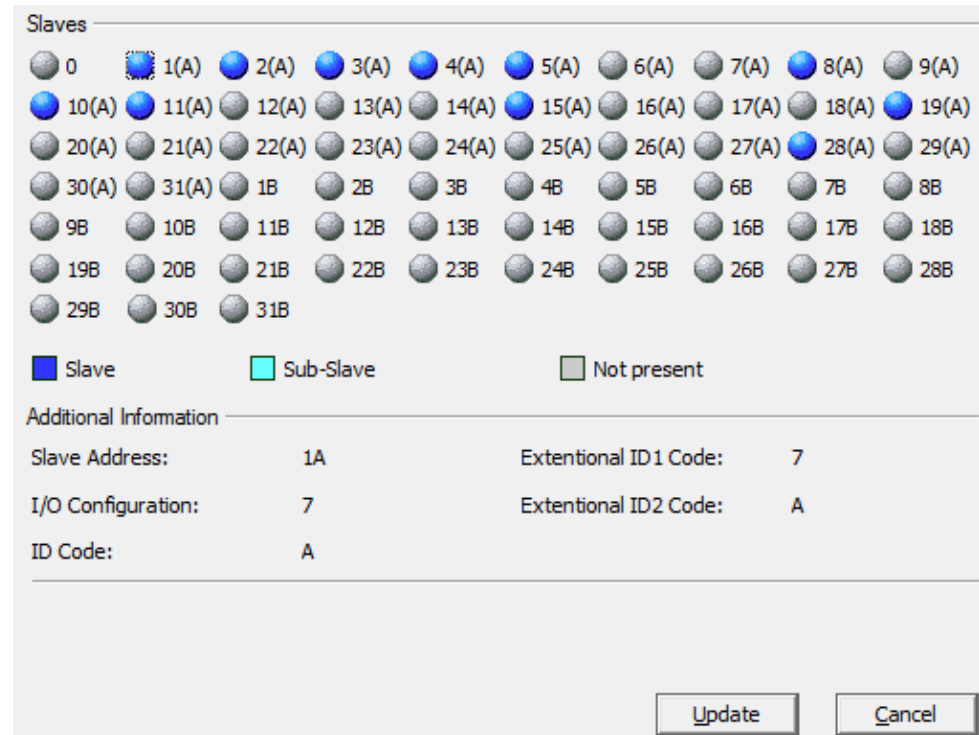 Slaves
0 1(A) 2(A) 3(A) 4(A) 5(A) 6(A) 7(A) 8(A) 9(A)
10(A) 11(A) 12(A) 13(A) 14(A) 15(A) 16(A) 17(A) 18(A) 19(A)
20(A) 21(A) 22(A) 23(A) 24(A) 25(A) 26(A) 27(A) 28(A) 29(A)
30(A) 31(A) 1B 2B 3B 4B 5B 6B 7B 8B
9B 10B 11B 12B 13B 14B 15B 16B 17B 18B
19B 20B 21B 22B 23B 24B 25B 26B 27B 28B
29B 30B 31B
Slave Sub-Slave Not present
Additional Information
Slave Address: 1A Extentional ID1 Code: 7
I/O Configuration: 7 Extentional ID2 Code: A
ID Code: A
Update Cancel